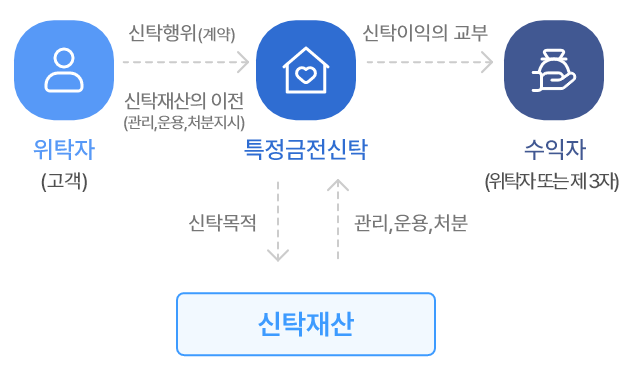 신탁행위(계약)
신탁이익의 교부
신탁재산의 이전
(관리,운용,처분지시)
위탁자
(고객)
특정금전신탁
수익자
(위탁자 또는 제 3자)
신탁목적
관리,운용,처분
신탁재산